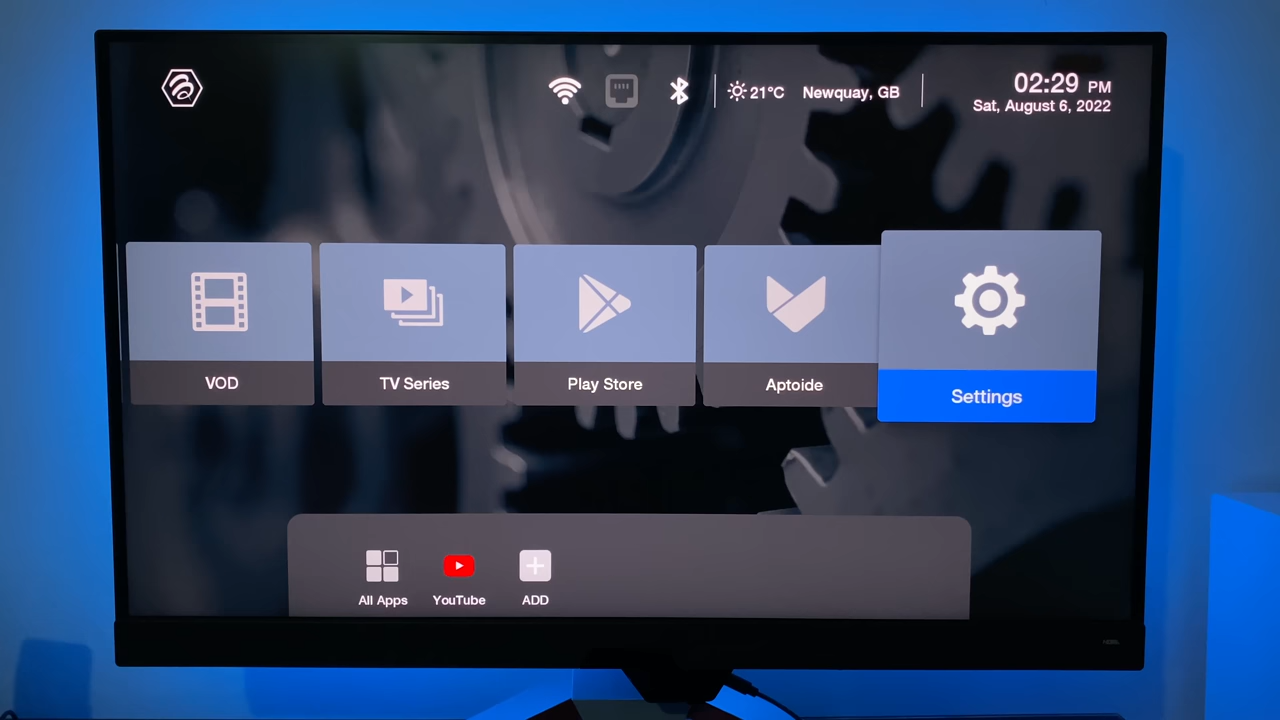 21°C Newquay, GB
02:29 PM
Sat, August 6, 2022
VOD
TV Series
Play Store
Aptoide
Settings
All Apps
YouTube
ADD